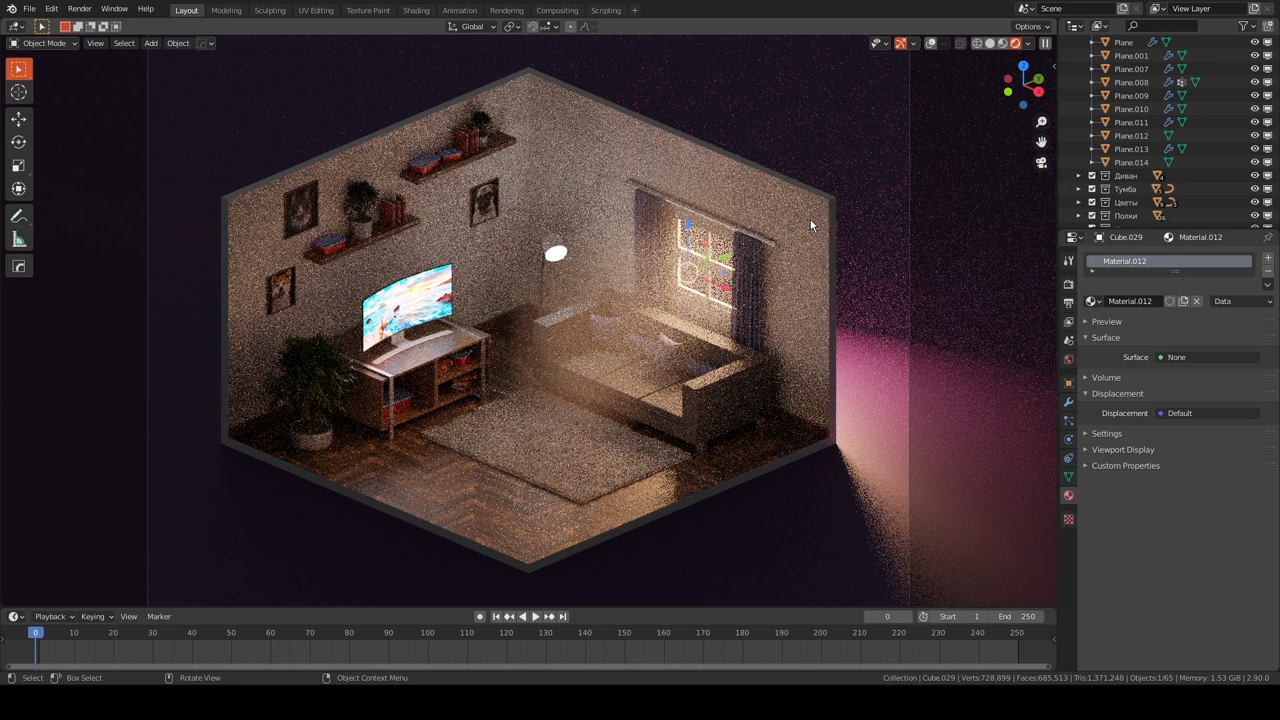 File Edit Render Window Help Layout Modeling Sculpting UV Editing Texture Paint Shading Animation Rendering Compositing Scripting + Scene View Layer
Global Options
Object Mode View Select Add Object
Z
Y
X
Plane
Plane.001
Plane.007
Plane.008
Plane.009
Plane.010
Plane.011
Plane.012
Plane.013
Plane.014
Диван
Тумба
Цветы
Полки
Cube.029 Material.012
Material.012
Material.012 Data
Preview
Surface
Surface None
Volume
Displacement
Displacement Default
Settings
Viewport Display
Custom Properties
Playback Keying View Marker 0 Start 1 End 250
0 10 20 30 40 50 60 70 80 90 100 110 120 130 140 150 160 170 180 190 200 210 220 230 240 250
Select Box Select Rotate View Object Context Menu Collection | Cube.029 | Verts:728,899 | Faces:685,513 | Tris:1,371,248 | Objects:1/65 | Memory: 1.53 GiB | 2.90.0